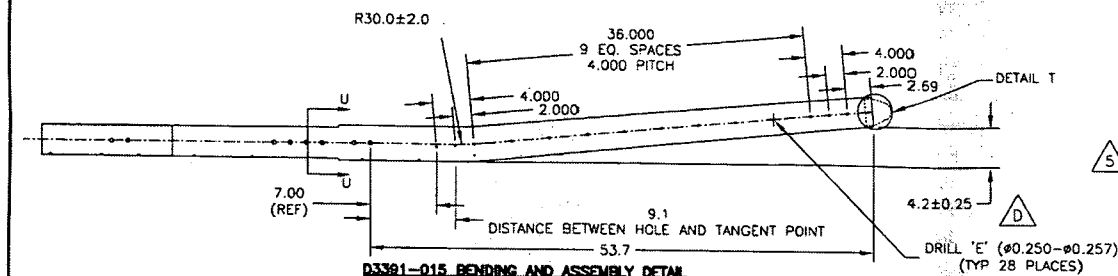 R30.0±2.0
36.000
9 EQ. SPACES
4.000 PITCH
4.000
2.000
2.69
DETAIL T
4.000
2.000
U
U
7.00
(REF)
9.1
DISTANCE BETWEEN HOLE AND TANGENT POINT
53.7
4.2±0.25
5
D
DRILL 'E' (ø0.250-ø0.257)
(TYP 28 PLACES)
D3391-015 BENDING AND ASSEMBLY DETAIL